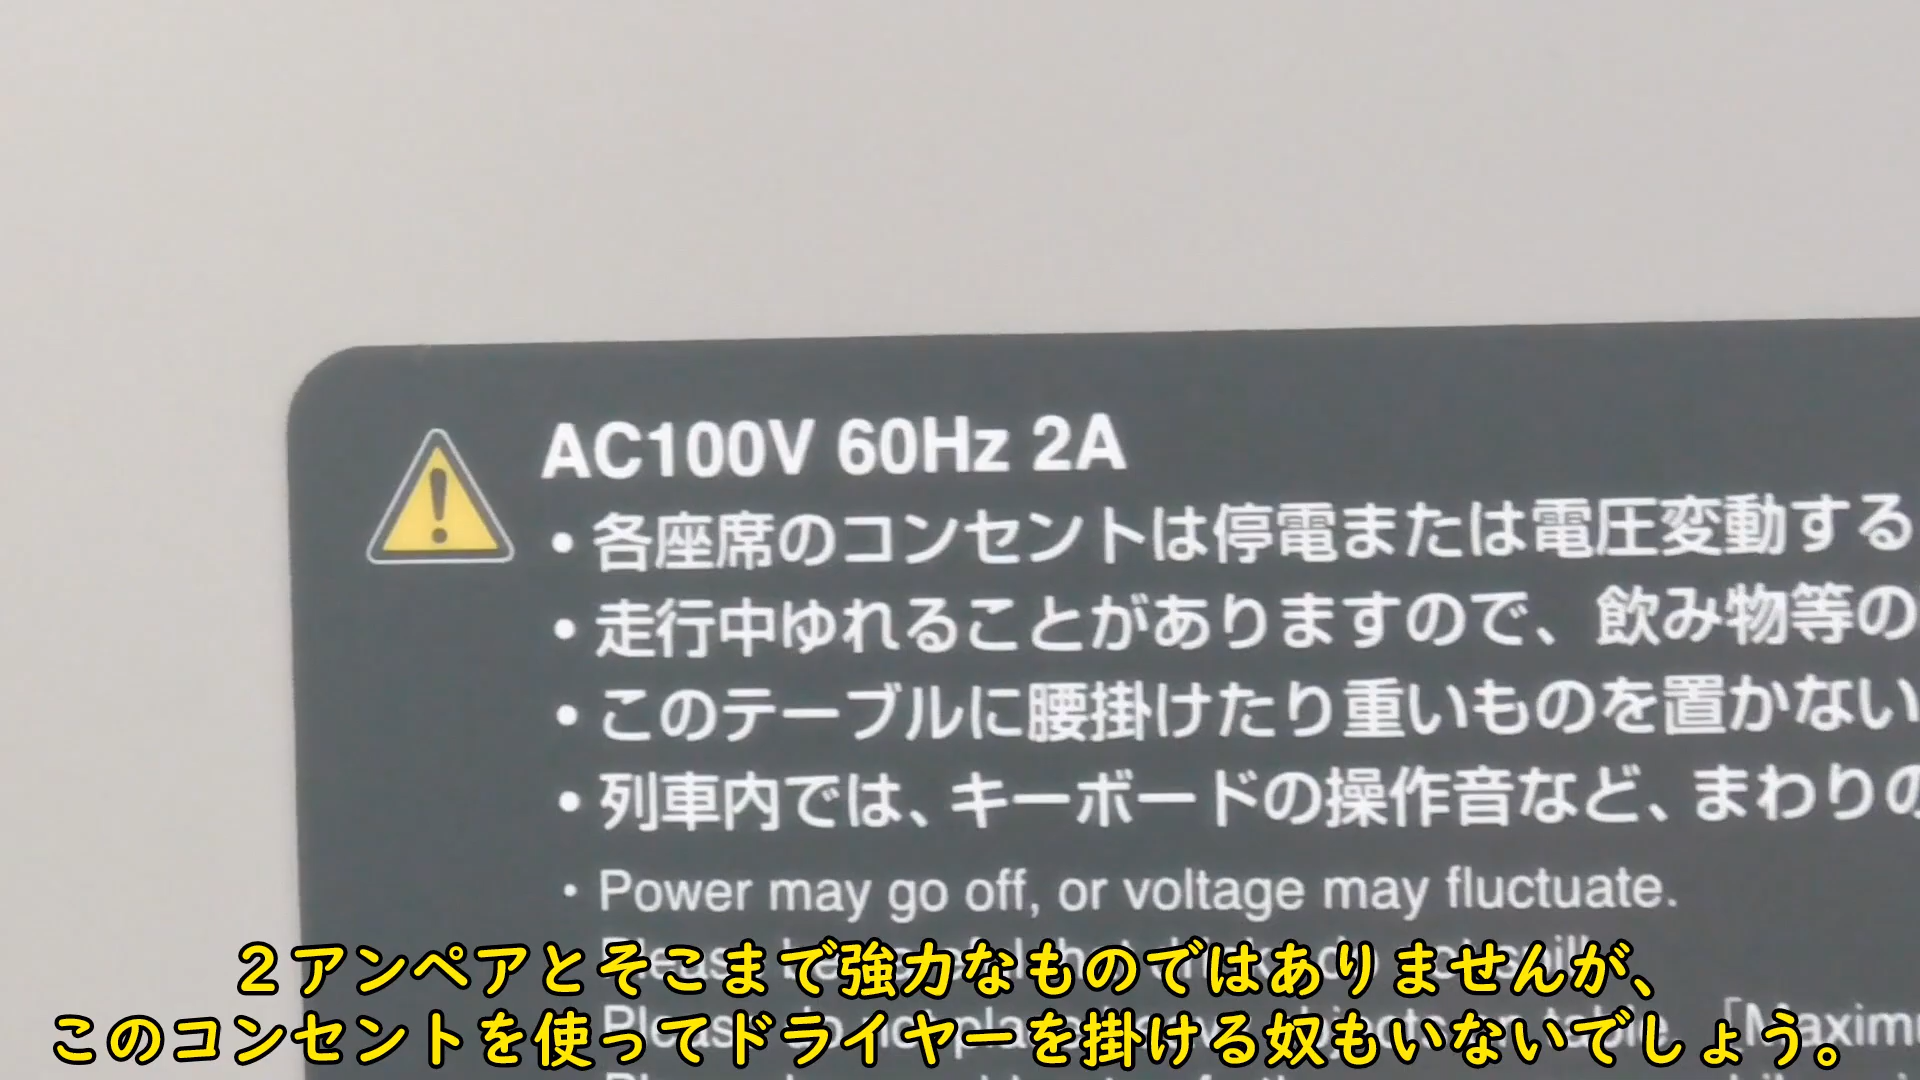 AC100V 60Hz 2A
・各座席のコンセントは停電または電圧変動する
・走行中ゆれることがありますので、飲み物等の
・このテーブルに腰掛けたり重いものを置かない
・列車内では、キーボードの操作音など、まわりの
・Power may go off, or voltage may fluctuate.
２アンペアとそこまで強力なものではありませんが、
このコンセントを使ってドライヤーを掛ける奴もいないでしょう。